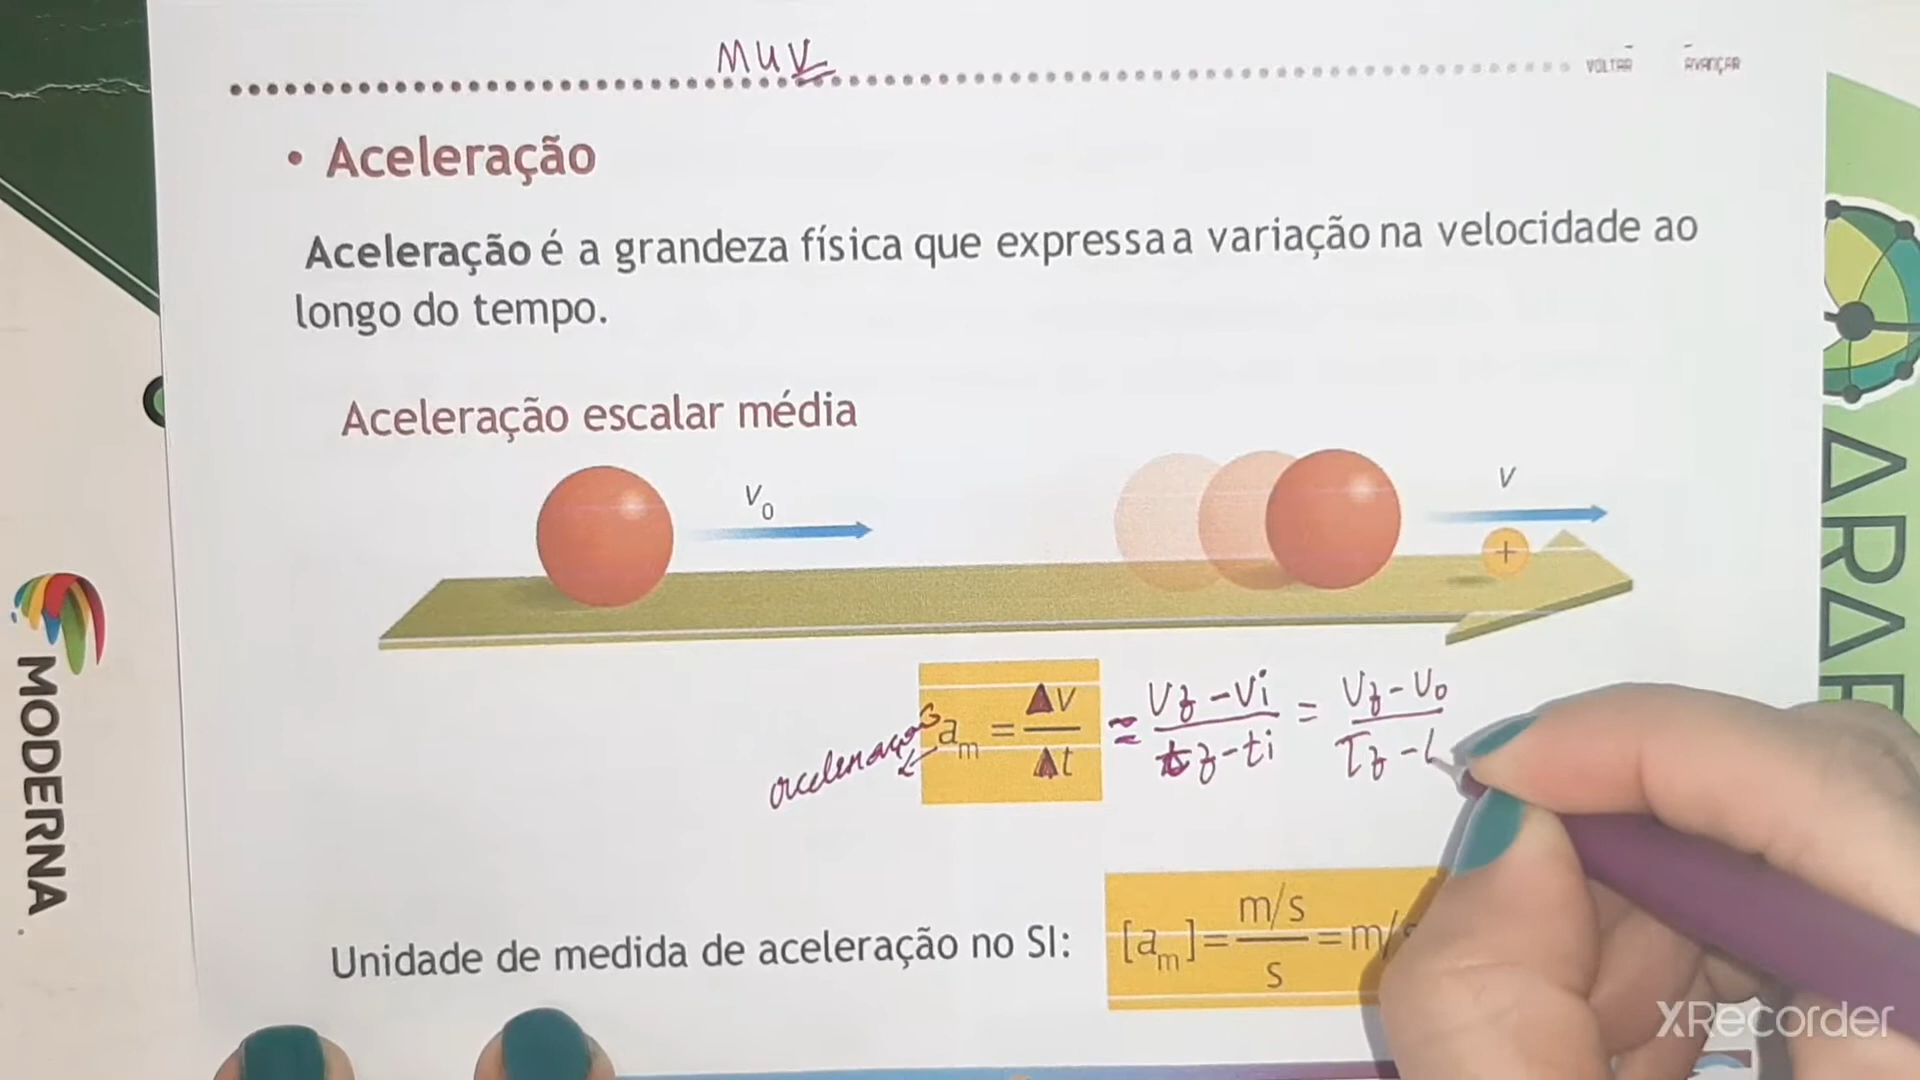 MUV
VOLTAR AVANÇAR
• Aceleração
Aceleração é a grandeza física que expressa a variação na velocidade ao
longo do tempo.
Aceleração escalar média
V0
V
+
aceleração am = ΔV/Δt = Vf - Vi/tf - ti = Vf - V0/Tf -
Unidade de medida de aceleração no SI: [am] = m/s/s = m/
MODERNA
ARAR
XRecorder